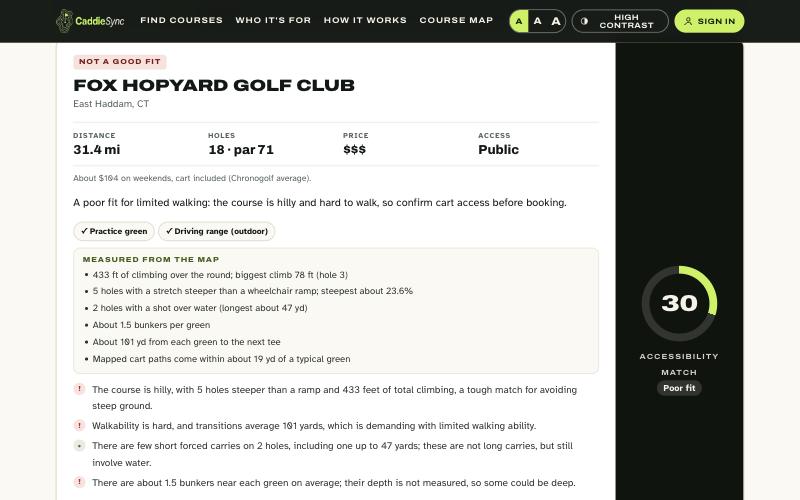 CaddieSync
FIND COURSES
WHO IT'S FOR
HOW IT WORKS
COURSE MAP
A
A
A
HIGH CONTRAST
SIGN IN
NOT A GOOD FIT
FOX HOPYARD GOLF CLUB
East Haddam, CT
DISTANCE
31.4 mi
HOLES
18 · par 71
PRICE
$$$
ACCESS
Public
About $104 on weekends, cart included (Chronogolf average).
A poor fit for limited walking: the course is hilly and hard to walk, so confirm cart access before booking.
✓ Practice green
✓ Driving range (outdoor)
MEASURED FROM THE MAP
• 433 ft of climbing over the round; biggest climb 78 ft (hole 3)
• 5 holes with a stretch steeper than a wheelchair ramp; steepest about 23.6%
• 2 holes with a shot over water (longest about 47 yd)
• About 1.5 bunkers per green
• About 101 yd from each green to the next tee
• Mapped cart paths come within about 19 yd of a typical green
! The course is hilly, with 5 holes steeper than a ramp and 433 feet of total climbing, a tough match for avoiding
steep ground.
! Walkability is hard, and transitions average 101 yards, which is demanding with limited walking ability.
• There are few short forced carries on 2 holes, including one up to 47 yards; these are not long carries, but still
involve water.
! There are about 1.5 bunkers near each green on average; their depth is not measured, so some could be deep.
30
ACCESSIBILITY
MATCH
Poor fit